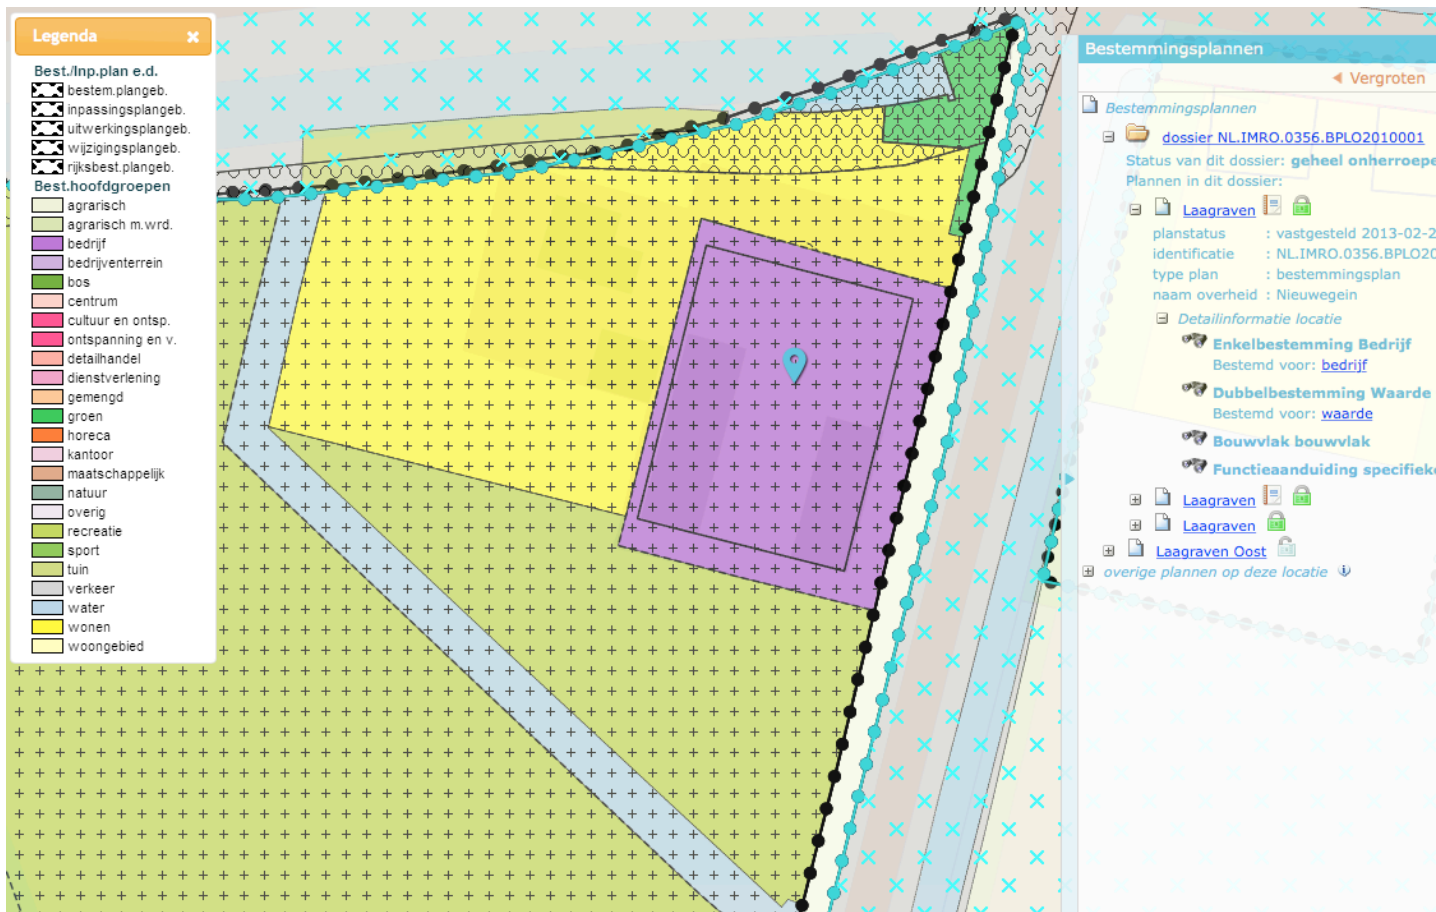 Legenda
Best./Inp.plan e.d.
bestem.plangeb.
inpassingsplangeb.
uitwerkingsplangeb.
wijzigingsplangeb.
rijksbest.plangeb.
Best.hoofdgroepen
agrarisch
agrarisch m.wrd.
bedrijf
bedrijventerrein
bos
centrum
cultuur en ontsp.
ontspanning en v.
detailhandel
dienstverlening
gemengd
groen
horeca
kantoor
maatschappelijk
natuur
overig
recreatie
sport
tuin
verkeer
water
wonen
woongebied
Bestemmingsplannen
Vergroten
Bestemmingsplannen
dossier NL.IMRO.0356.BPLO2010001
Status van dit dossier: geheel onherroepe
Plannen in dit dossier:
Laagraven
planstatus : vastgesteld 2013-02-2
identificatie : NL.IMRO.0356.BPLO20
type plan : bestemmingsplan
naam overheid : Nieuwegein
Detailinformatie locatie
Enkelbestemming Bedrijf
Bestemd voor: bedrijf
Dubbelbestemming Waarde
Bestemd voor: waarde
Bouwvlak bouwvlak
Functieaanduiding specifieke
Laagraven
Laagraven
Laagraven Oost
overige plannen op deze locatie